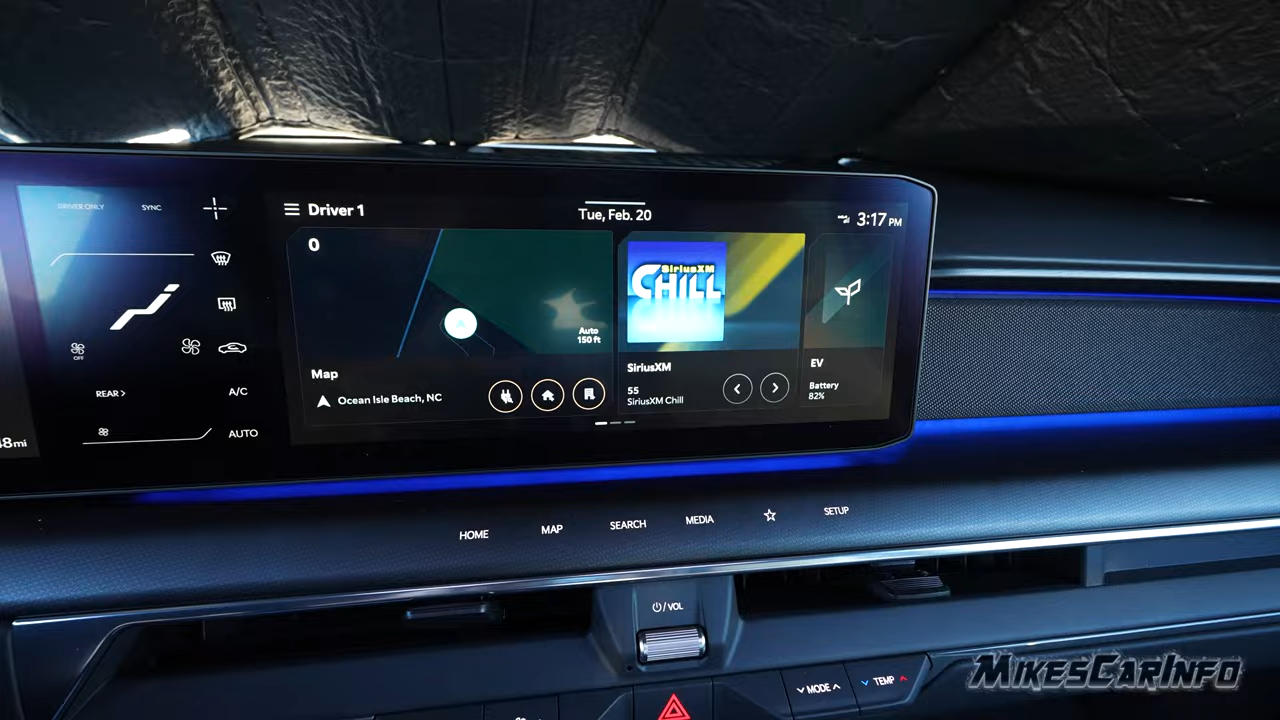 DRIVER ONLY
SYNC
OFF
REAR >
A/C
AUTO
48mi
Driver 1
Tue, Feb. 20
3:17 PM
0
Auto
150 ft
Map
Ocean Isle Beach, NC
SiriusXM
CHILL
SiriusXM
55
SiriusXM Chill
EV
Battery
82%
HOME
MAP
SEARCH
MEDIA
SETUP
/VOL
MODE
TEMP
MIKESCARINFO